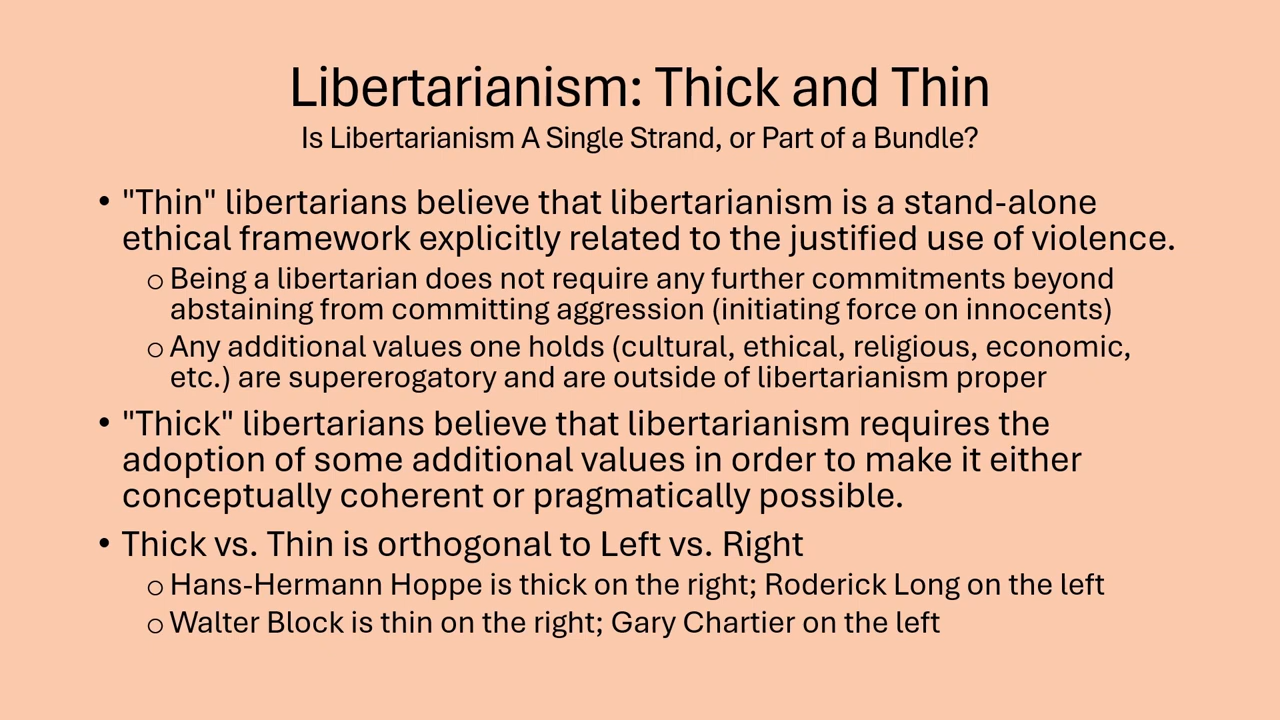 Libertarianism: Thick and Thin
Is Libertarianism A Single Strand, or Part of a Bundle?
• "Thin" libertarians believe that libertarianism is a stand-alone
ethical framework explicitly related to the justified use of violence.
○ Being a libertarian does not require any further commitments beyond
abstaining from committing aggression (initiating force on innocents)
○ Any additional values one holds (cultural, ethical, religious, economic,
etc.) are supererogatory and are outside of libertarianism proper
• "Thick" libertarians believe that libertarianism requires the
adoption of some additional values in order to make it either
conceptually coherent or pragmatically possible.
• Thick vs. Thin is orthogonal to Left vs. Right
○ Hans-Hermann Hoppe is thick on the right; Roderick Long on the left
○ Walter Block is thin on the right; Gary Chartier on the left